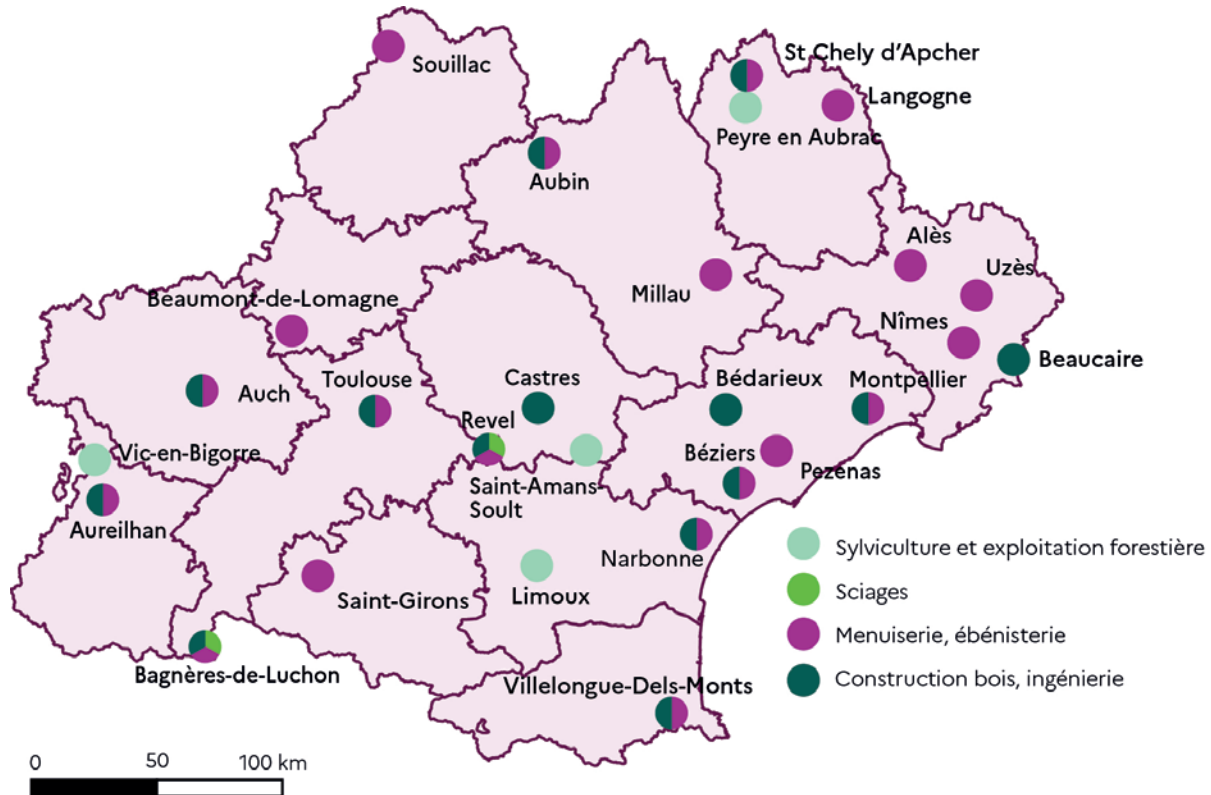 St Chely d'Apcher
Souillac
Langogne
Peyre en Aubrac
Aubin
Alès
Uzès
Millau
Beaumont-de-Lomagne
Nîmes
Beaucaire
Toulouse
Castres
Bédarieux
Montpellier
Auch
Revel
Vic-en-Bigorre
Béziers
Pezenas
Saint-Amans-
Soult
Aureilhan
Narbonne
Limoux
Saint-Girons
Bagnères-de-Luchon
Villelongue-Dels-Monts
Sylviculture et exploitation forestière
Sciages
Menuiserie, ébénisterie
Construction bois, ingénierie
0 50 100 km